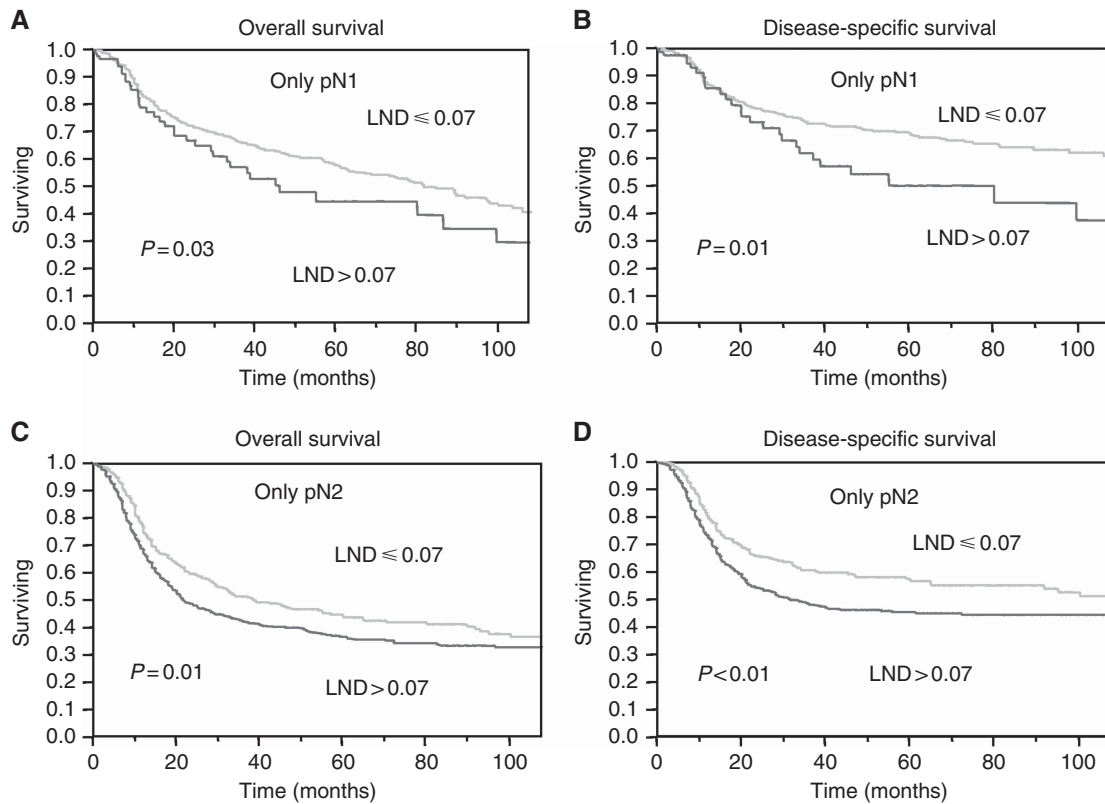 A
Overall survival
1.0
0.9
0.8
0.7
0.6
0.5
0.4
0.3
0.2
0.1
0.0
Surviving
Only pN1
LND ⩽ 0.07
P = 0.03
LND > 0.07
0 20 40 60 80 100
Time (months)
B
Disease-specific survival
1.0
0.9
0.8
0.7
0.6
0.5
0.4
0.3
0.2
0.1
0.0
Surviving
Only pN1
LND ⩽ 0.07
LND > 0.07
P = 0.01
0 20 40 60 80 100
Time (months)
C
Overall survival
1.0
0.9
0.8
0.7
0.6
0.5
0.4
0.3
0.2
0.1
0.0
Surviving
Only pN2
LND ⩽ 0.07
P = 0.01
LND > 0.07
0 20 40 60 80 100
Time (months)
D
Disease-specific survival
1.0
0.9
0.8
0.7
0.6
0.5
0.4
0.3
0.2
0.1
0.0
Surviving
Only pN2
LND ⩽ 0.07
P < 0.01
LND > 0.07
0 20 40 60 80 100
Time (months)